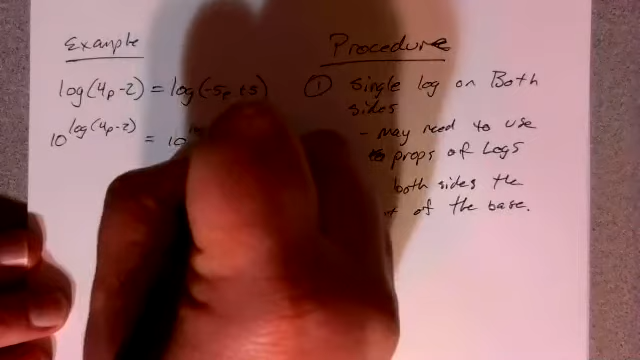 Example
log(4p-2) = log(-5p+5)
10^log(4p-2) = 10
Procedure
① Single log on Both
sides
- may need to use
props of Logs
both sides the
of the base.